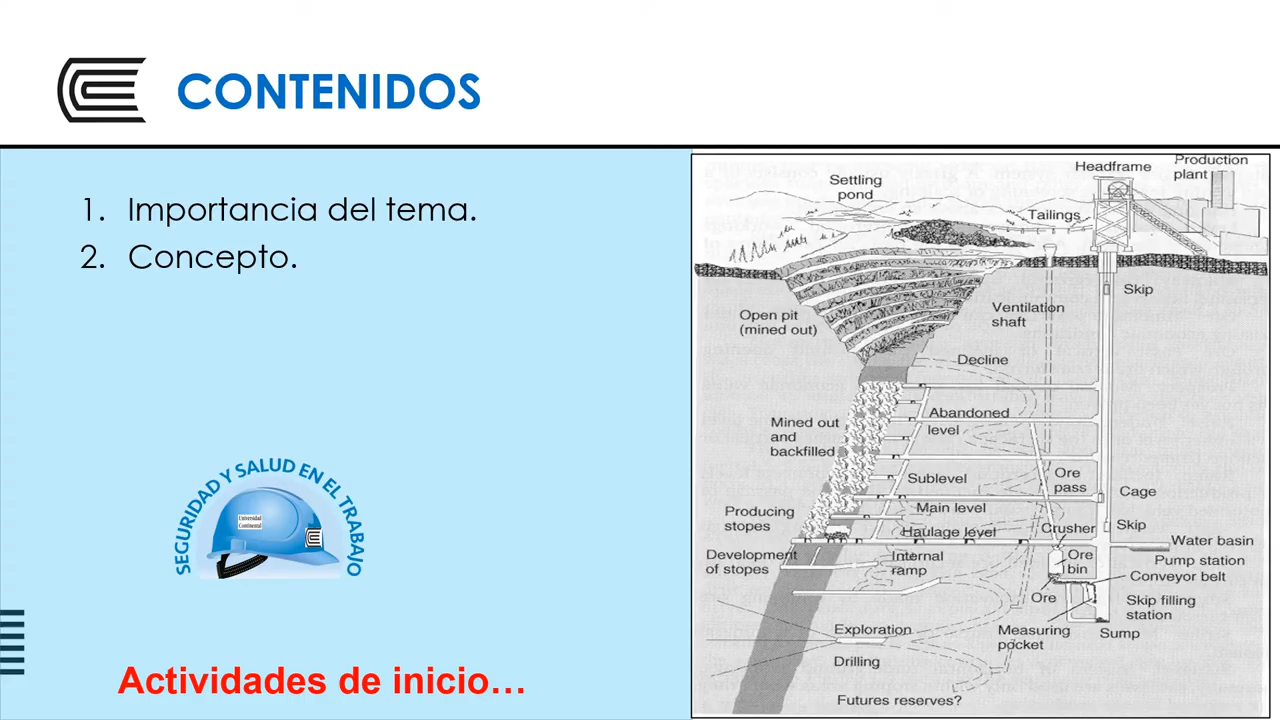 CONTENIDOS
1. Importancia del tema.
2. Concepto.
SEGURIDAD Y SALUD EN EL TRABAJO
Universidad
Continental
Actividades de inicio…
Headframe
Production
plant
Settling
pond
Tailings
Skip
Open pit
(mined out)
Ventilation
shaft
Decline
Abandoned
level
Mined out
and
backfilled
Sublevel
Ore
pass
Cage
Producing
stopes
Main level
Skip
Haulage level
Crusher
Water basin
Development
of stopes
Internal
ramp
Ore
bin
Pump station
Conveyor belt
Ore
Skip filling
station
Exploration
Measuring
pocket
Sump
Drilling
Futures reserves?